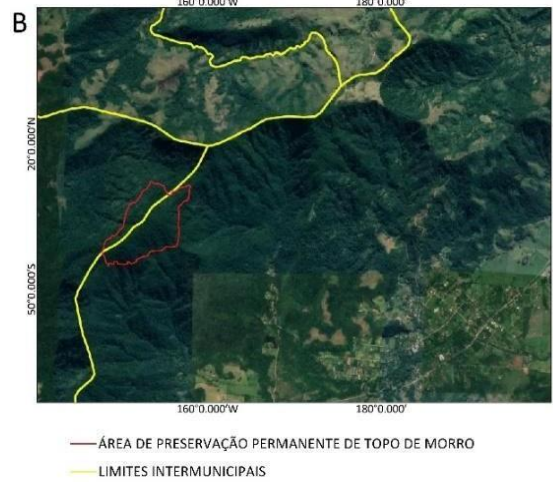 160°0.000'W 180°0.000'
B
20°0.000'N
50°0.000'S
160°0.000'W 180°0.000'
ÁREA DE PRESERVAÇÃO PERMANENTE DE TOPO DE MORRO
LIMITES INTERMUNICIPAIS